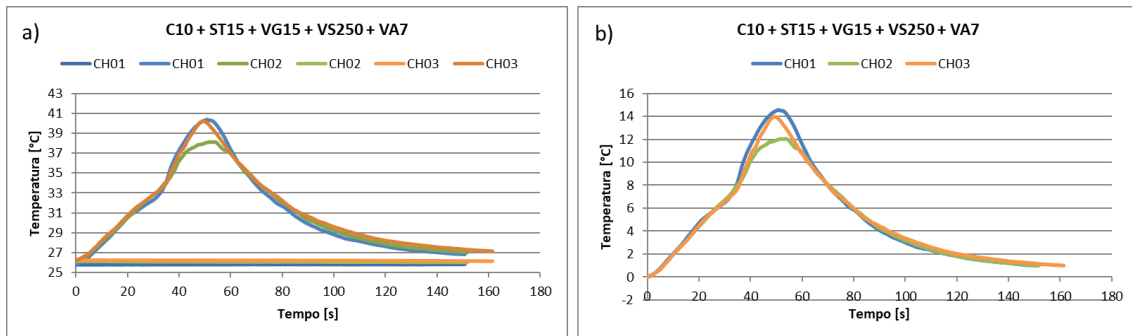 a)
C10 + ST15 + VG15 + VS250 + VA7
CH01 CH01 CH02 CH02 CH03 CH03
Temperatura [°C]
43
41
39
37
35
33
31
29
27
25
0 20 40 60 80 100 120 140 160 180
Tempo [s]
b)
C10 + ST15 + VG15 + VS250 + VA7
CH01 CH02 CH03
Temperatura [°C]
16
14
12
10
8
6
4
2
0
-2
0 20 40 60 80 100 120 140 160 180
Tempo [s]